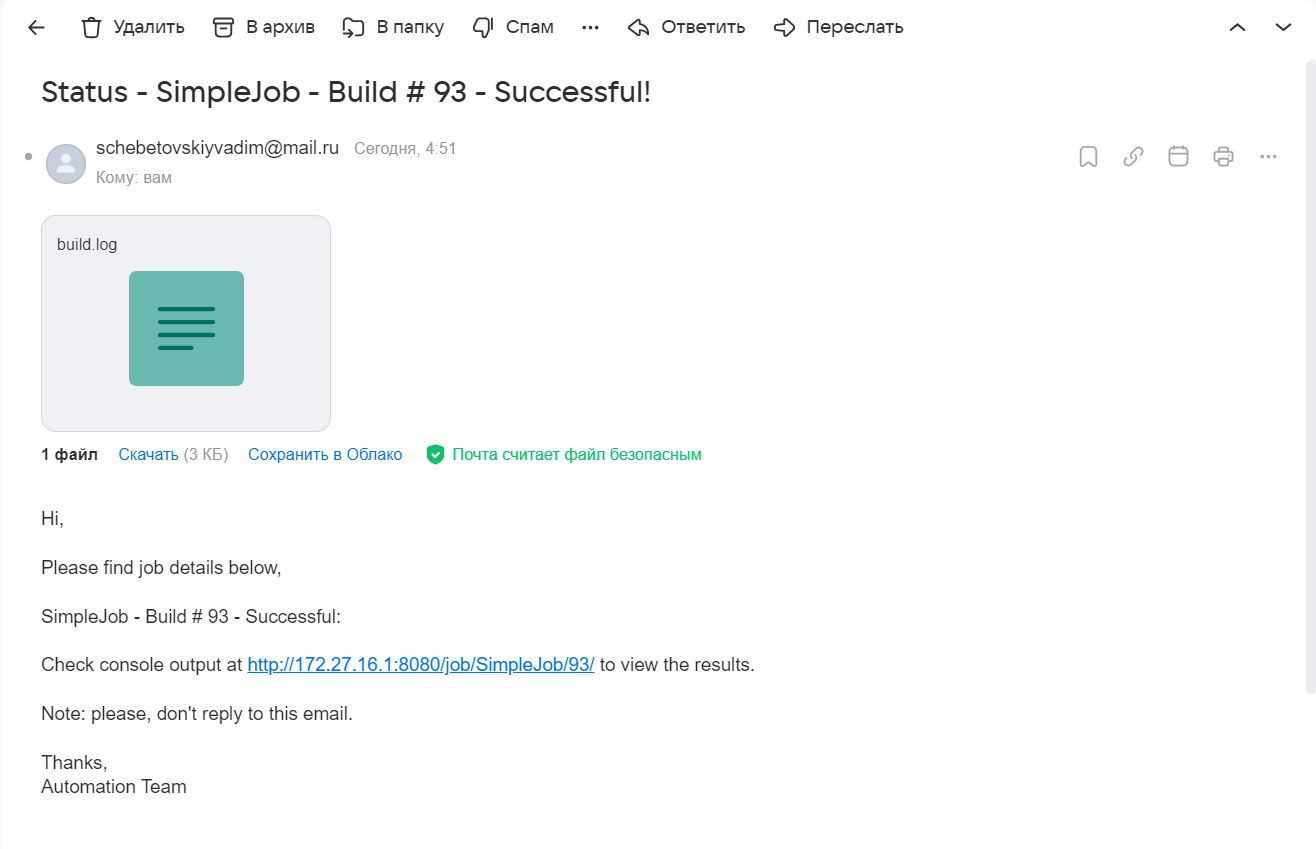 Удалить В архив В папку Спам Ответить Переслать
Status - SimpleJob - Build # 93 - Successful!
schebetovskiyvadim@mail.ru Сегодня, 4:51
Кому: вам
build.log
1 файл Скачать (3 КБ) Сохранить в Облако Почта считает файл безопасным
Hi,
Please find job details below,
SimpleJob - Build # 93 - Successful:
Check console output at http://172.27.16.1:8080/job/SimpleJob/93/ to view the results.
Note: please, don't reply to this email.
Thanks,
Automation Team